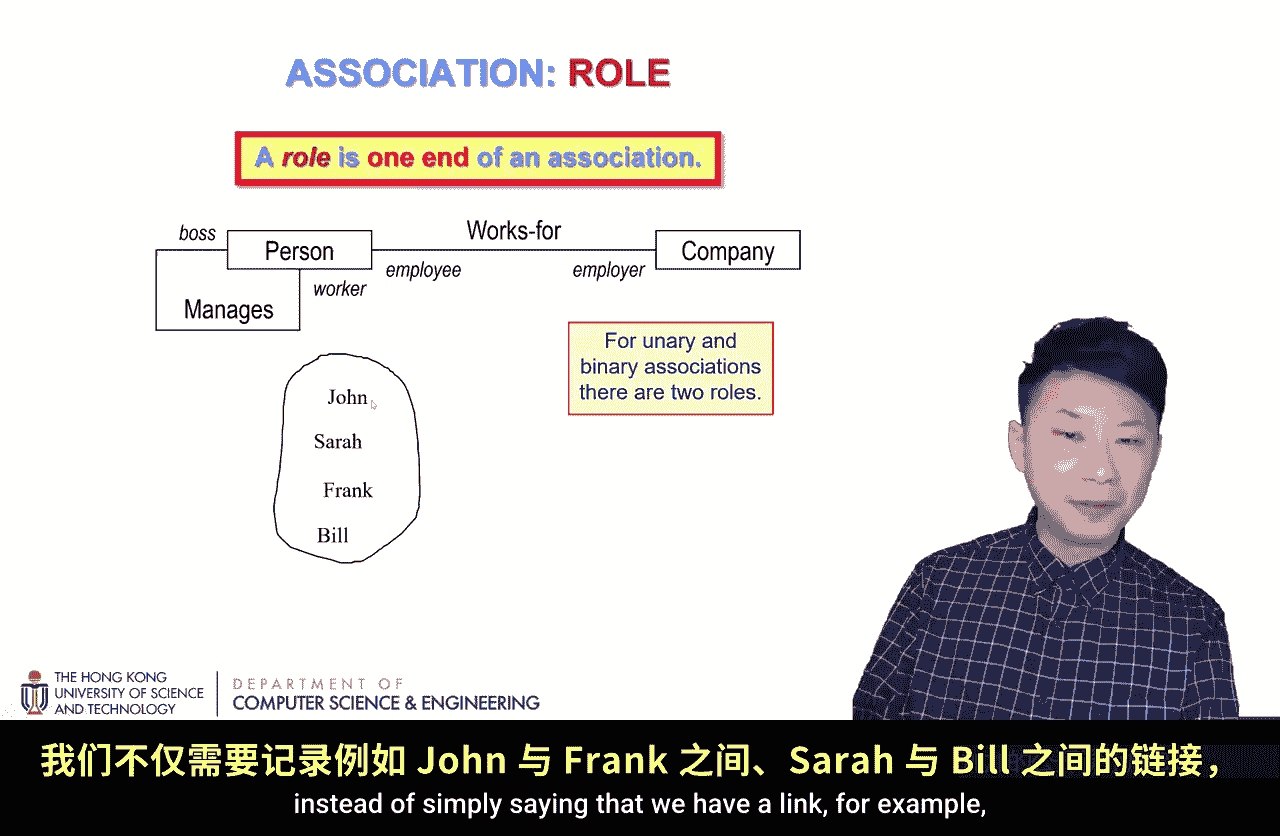 ASSOCIATION: ROLE
A role is one end of an association.
boss
Person
Works-for
Company
employee
employer
worker
Manages
For unary and
binary associations
there are two roles.
John
Sarah
Frank
Bill
THE HONG KONG
UNIVERSITY OF SCIENCE
AND TECHNOLOGY
DEPARTMENT OF
COMPUTER SCIENCE & ENGINEERING
我们不仅需要记录例如 John 与 Frank 之间、Sarah 与 Bill 之间的链接，
instead of simply saying that we have a link, for example,